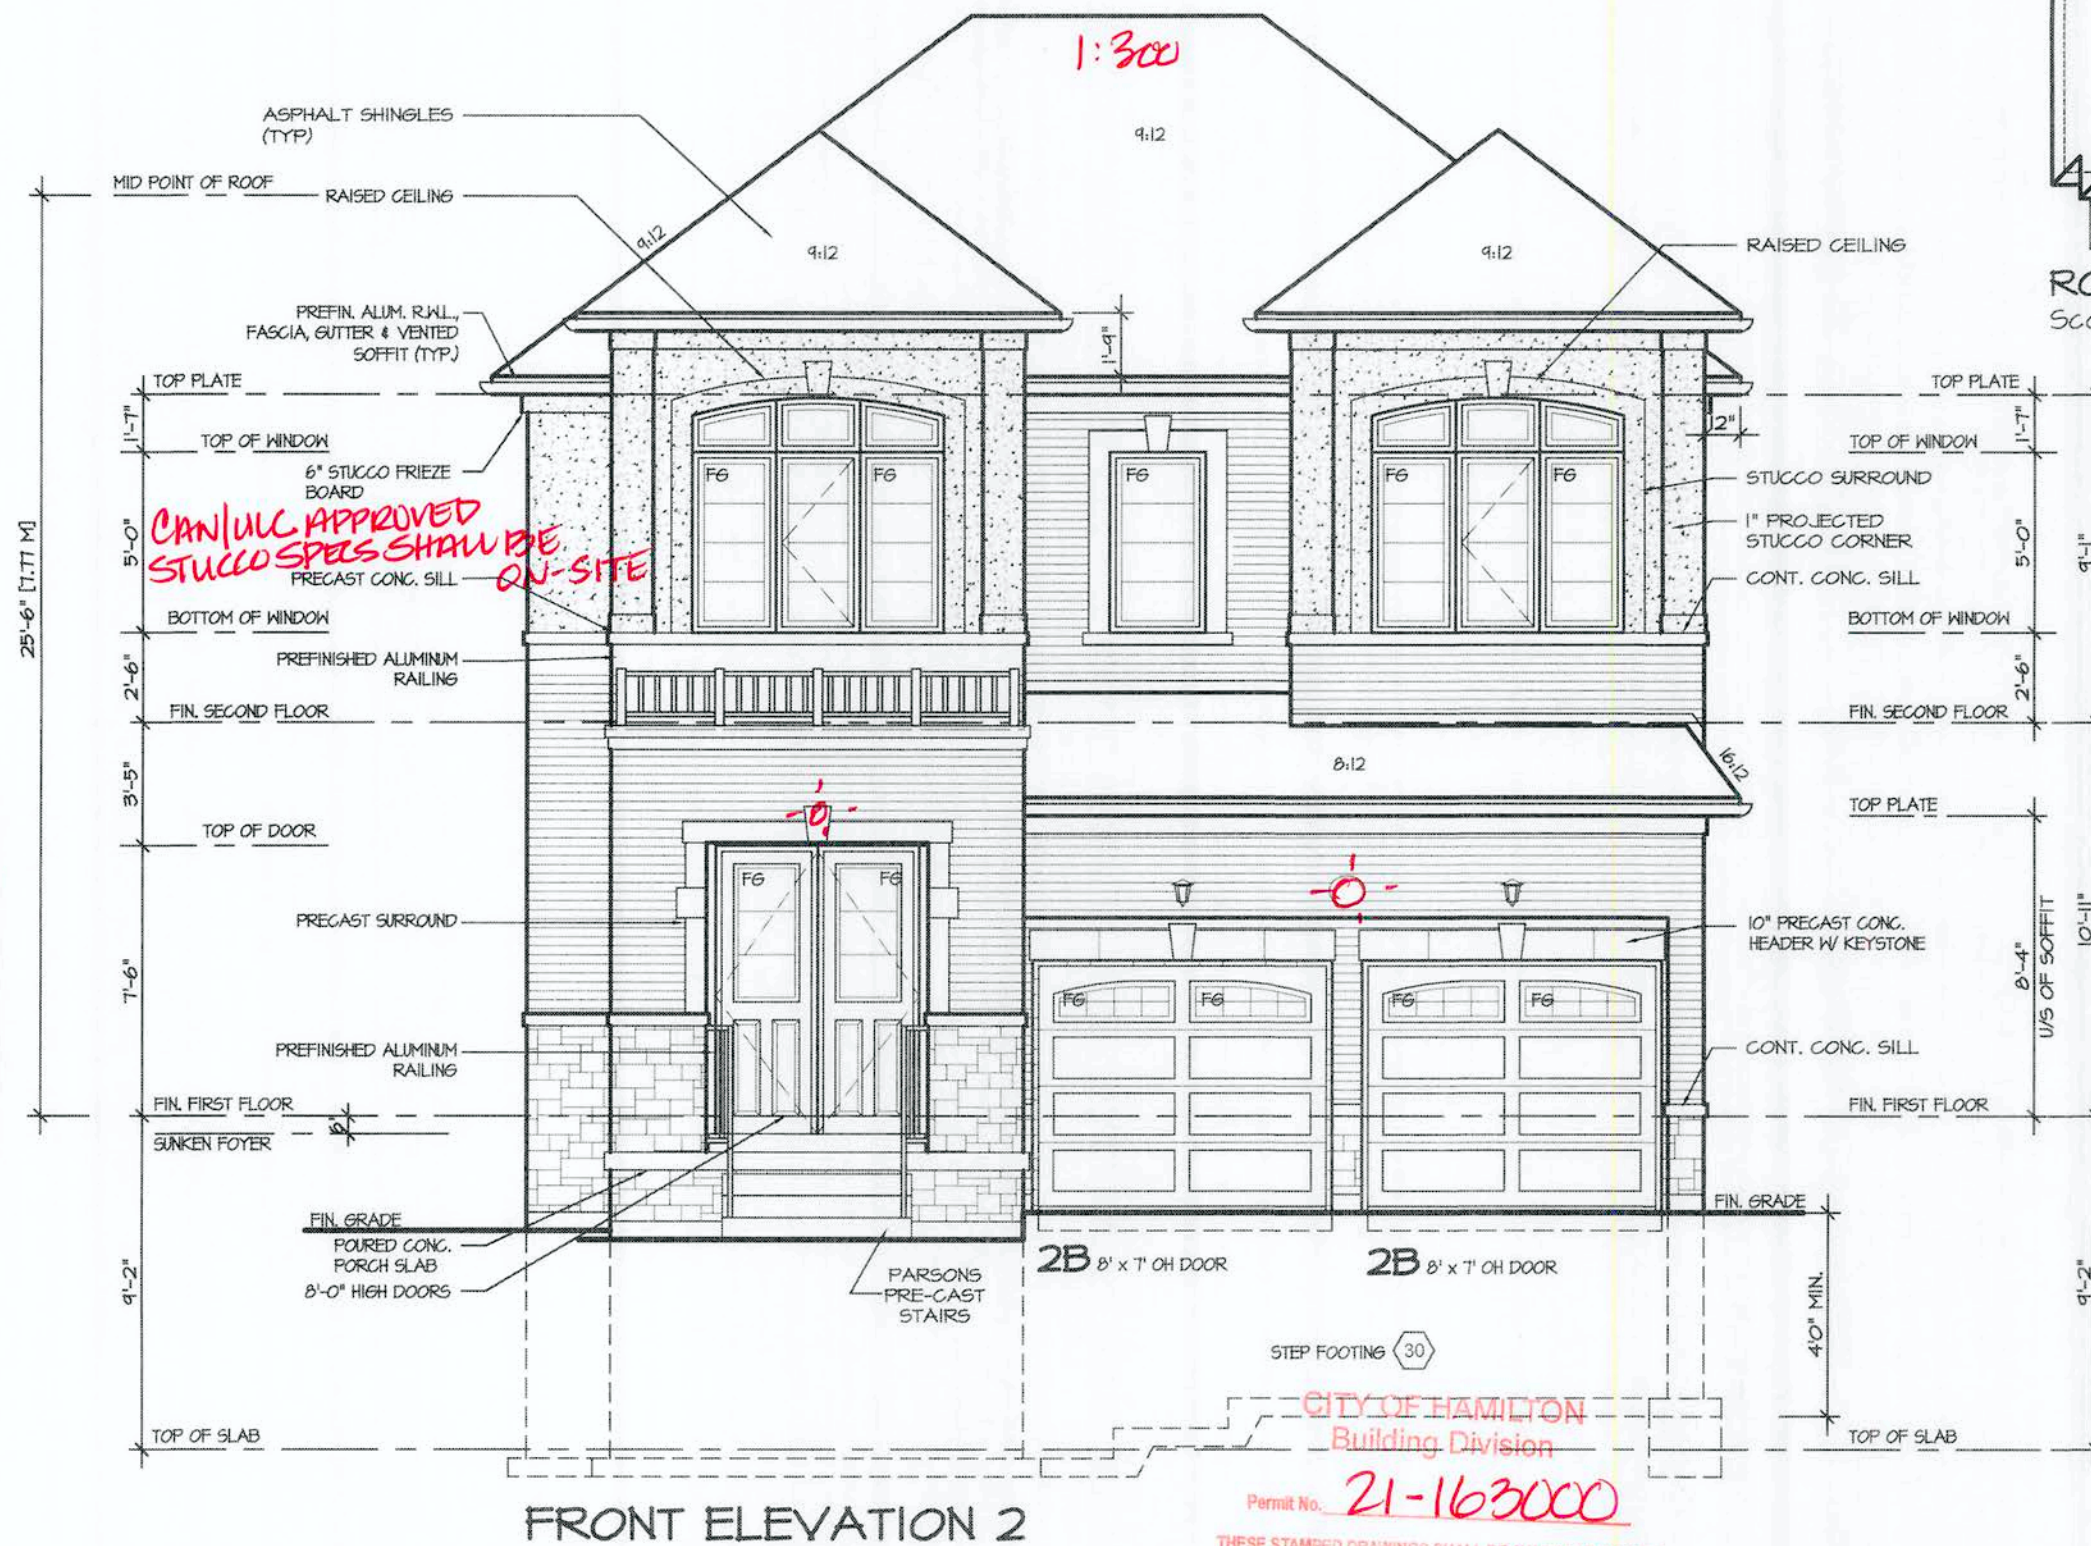 1:300
ASPHALT SHINGLES
(TYP)
9:12
MID POINT OF ROOF
RAISED CEILING
9:12
9:12
9:12
RAISED CEILING
PREFIN. ALUM. R.W.L.,
FASCIA, GUTTER & VENTED
SOFFIT (TYP.)
1'-9"
TOP PLATE
TOP PLATE
1'-7"
12"
1'-7"
TOP OF WINDOW
TOP OF WINDOW
6" STUCCO FRIEZE
BOARD
FG
FG
FG
FG
FG
STUCCO SURROUND
CAN/ULC APPROVED
STUCCO SPECS SHALL BE
ON-SITE
1" PROJECTED
STUCCO CORNER
25'-6" [7.77 M]
5'-0"
5'-0"
9'-1"
PRECAST CONC. SILL
CONT. CONC. SILL
BOTTOM OF WINDOW
BOTTOM OF WINDOW
PREFINISHED ALUMINUM
RAILING
2'-6"
2'-6"
FIN. SECOND FLOOR
FIN. SECOND FLOOR
3'-5"
8:12
16:12
TOP PLATE
TOP OF DOOR
FG
FG
PRECAST SURROUND
10" PRECAST CONC.
HEADER W/ KEYSTONE
7'-6"
8'-4"
U/S OF SOFFIT
10'-11"
FG
FG
FG
FG
PREFINISHED ALUMINUM
RAILING
CONT. CONC. SILL
FIN. FIRST FLOOR
FIN. FIRST FLOOR
6"
SUNKEN FOYER
FIN. GRADE
FIN. GRADE
POURED CONC.
PORCH SLAB
8'-0" HIGH DOORS
PARSONS
PRE-CAST
STAIRS
2B 8' x 7' OH DOOR
2B 8' x 7' OH DOOR
9'-2"
4'0" MIN.
9'-2"
STEP FOOTING 30
CITY OF HAMILTON
Building Division
TOP OF SLAB
TOP OF SLAB
Permit No. 21-163000
FRONT ELEVATION 2
THESE STAMPED DRAWINGS